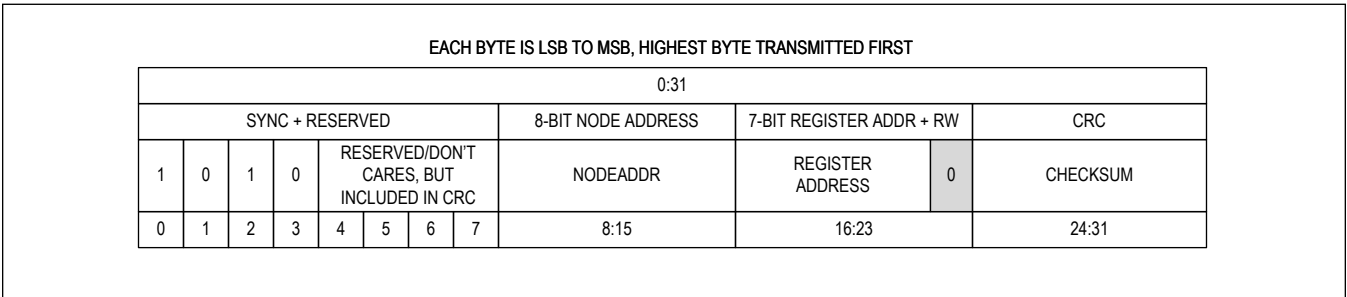 EACH BYTE IS LSB TO MSB, HIGHEST BYTE TRANSMITTED FIRST
0:31
SYNC + RESERVED 8-BIT NODE ADDRESS 7-BIT REGISTER ADDR + RW CRC
1 0 1 0 RESERVED/DON'T CARES, BUT INCLUDED IN CRC NODEADDR REGISTER ADDRESS 0 CHECKSUM
0 1 2 3 4 5 6 7 8:15 16:23 24:31